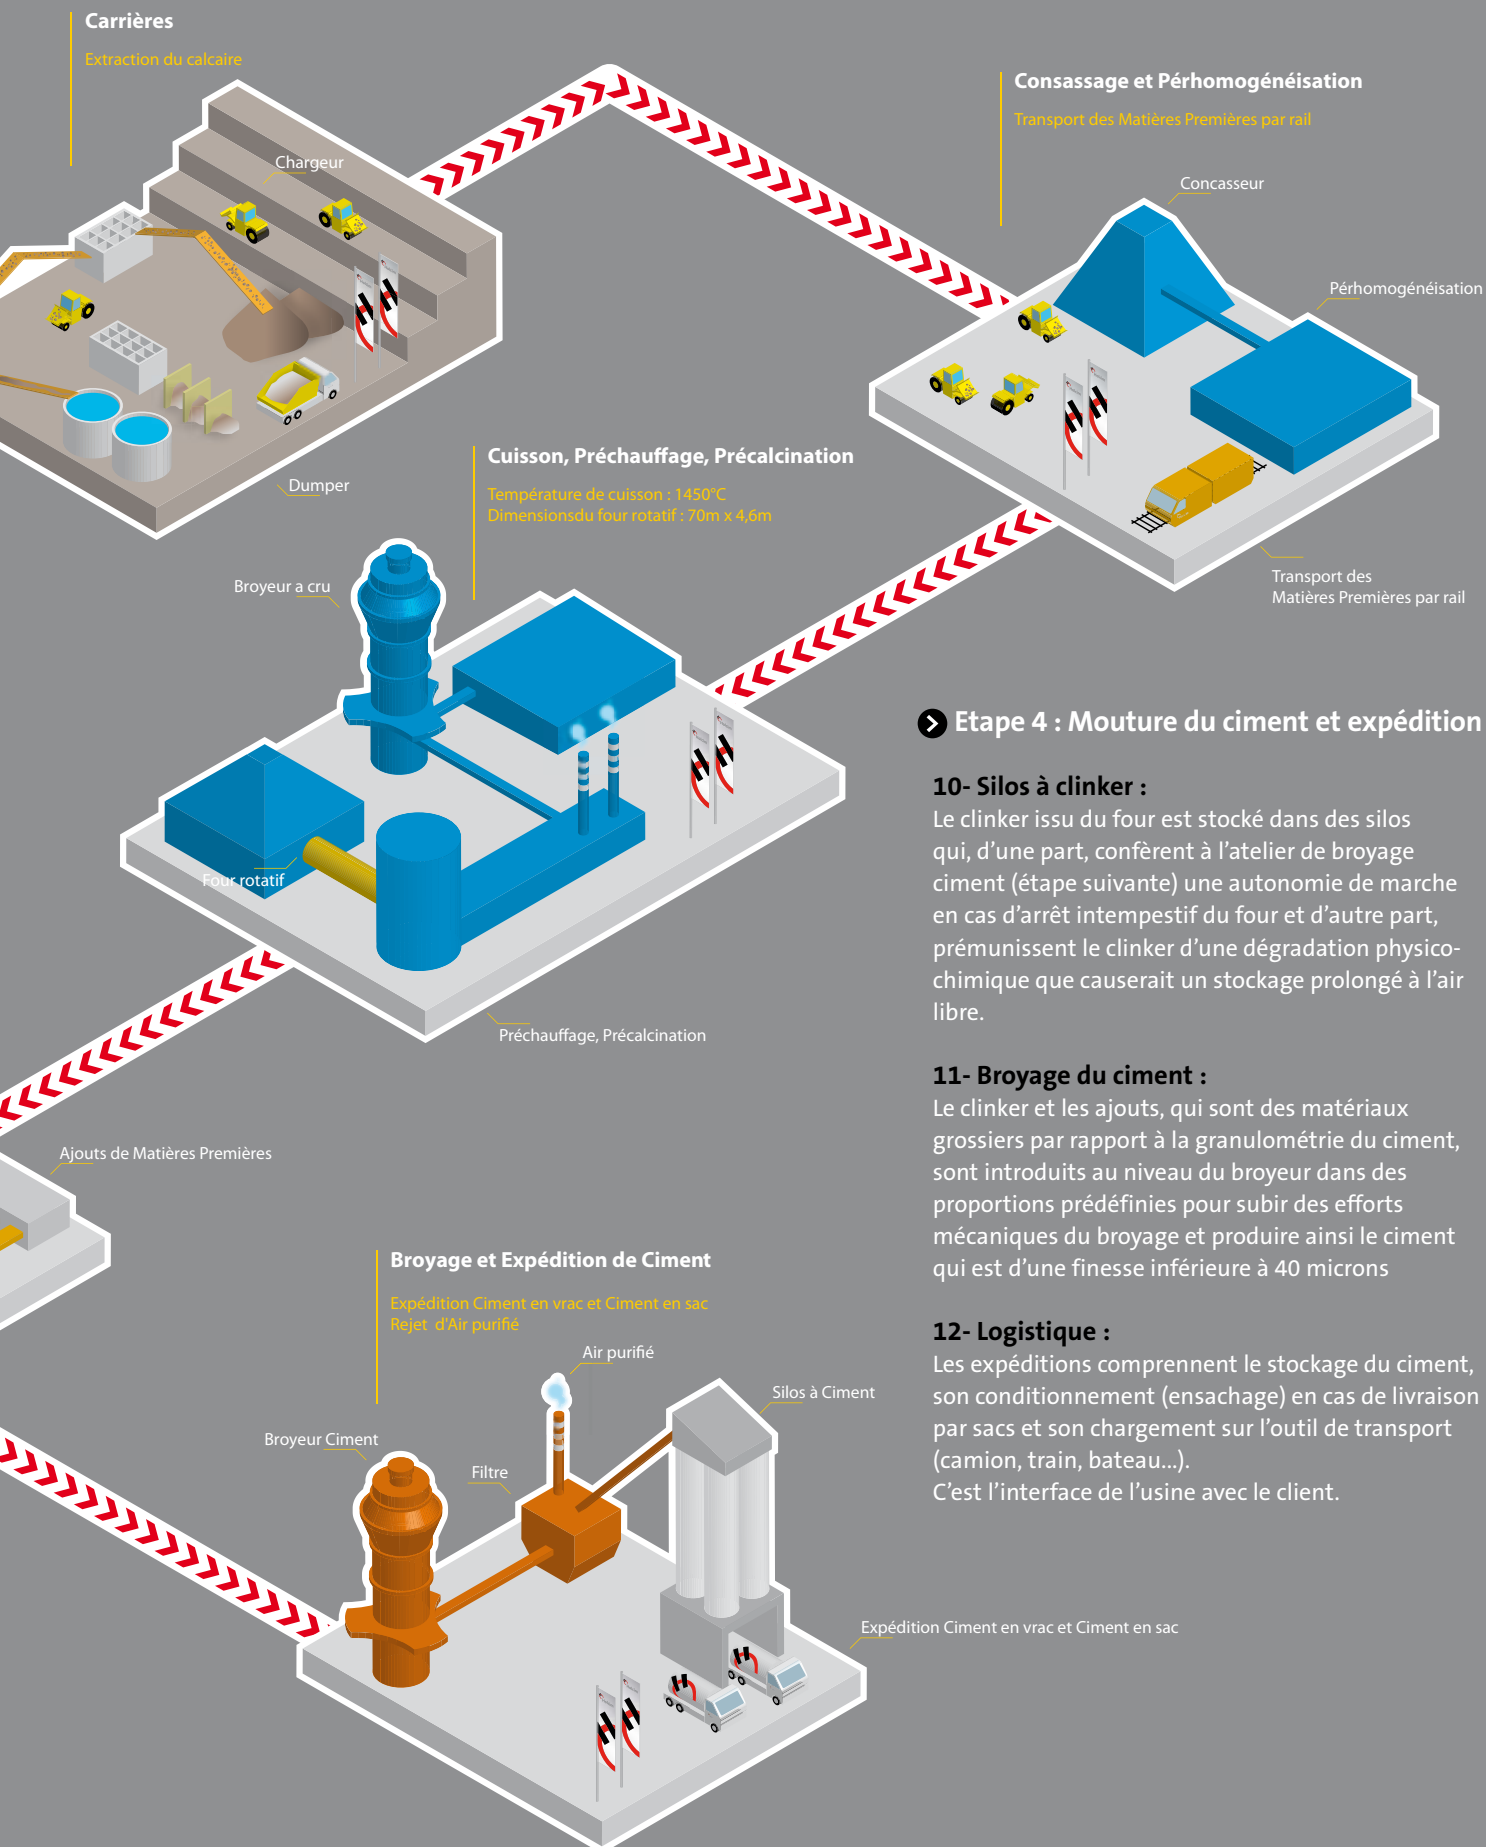 Carrières
Extraction du calcaire
Chargeur
Dumper
Consassage et Pérhomogénéisation
Transport des Matières Premières par rail
Concasseur
Pérhomogénéisation
Transport des
Matières Premières par rail
Cuisson, Préchauffage, Précalcination
Température de cuisson : 1450°C
Dimensionsdu four rotatif : 70m x 4,6m
Broyeur a cru
Four rotatif
Préchauffage, Précalcination
Ajouts de Matières Premières
Broyage et Expédition de Ciment
Expédition Ciment en vrac et Ciment en sac
Rejet d'Air purifié
Air purifié
Silos à Ciment
Broyeur Ciment
Filtre
Expédition Ciment en vrac et Ciment en sac
Etape 4 : Mouture du ciment et expédition
10- Silos à clinker :
Le clinker issu du four est stocké dans des silos
qui, d’une part, confèrent à l’atelier de broyage
ciment (étape suivante) une autonomie de marche
en cas d’arrêt intempestif du four et d’autre part,
prémunissent le clinker d’une dégradation physico-
chimique que causerait un stockage prolongé à l’air
libre.
11- Broyage du ciment :
Le clinker et les ajouts, qui sont des matériaux
grossiers par rapport à la granulométrie du ciment,
sont introduits au niveau du broyeur dans des
proportions prédéfinies pour subir des efforts
mécaniques du broyage et produire ainsi le ciment
qui est d’une finesse inférieure à 40 microns
12- Logistique :
Les expéditions comprennent le stockage du ciment,
son conditionnement (ensachage) en cas de livraison
par sacs et son chargement sur l’outil de transport
(camion, train, bateau...).
C’est l’interface de l’usine avec le client.